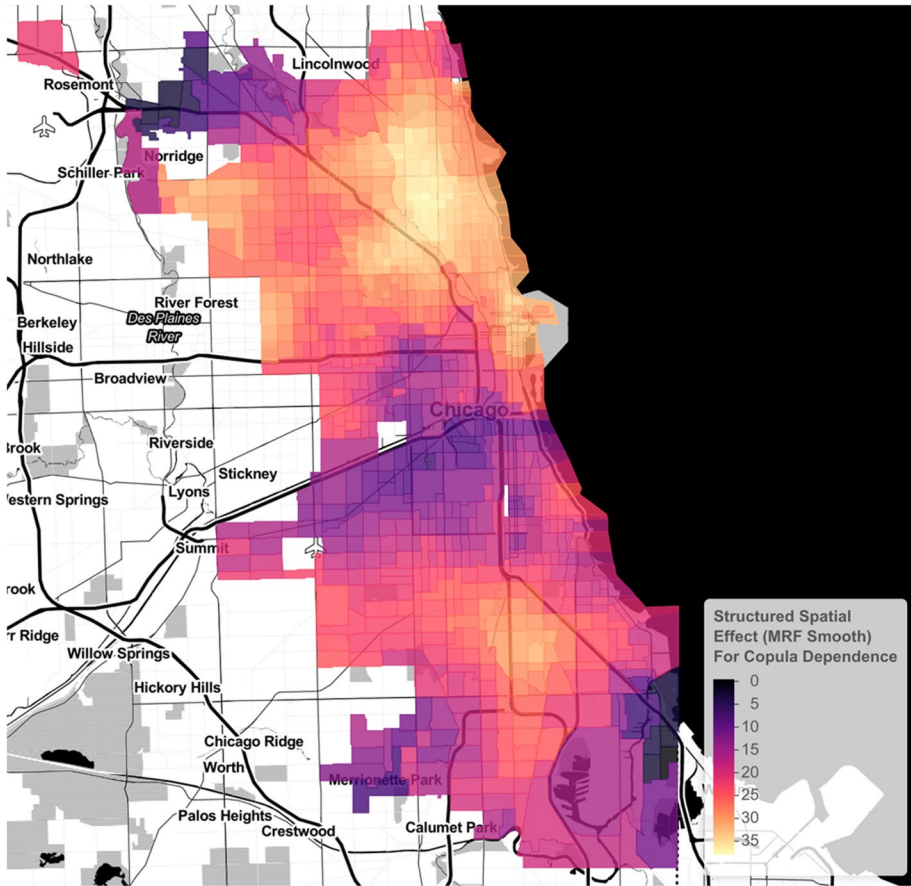 Lincolnwood
Rosemont
Norridge
Schiller Park
Northlake
River Forest
Des Plaines
River
Berkeley
Hillside
Broadview
Chicago
Riverside
Brook
Stickney
Lyons
Western Springs
Summit
rook
rr Ridge
Willow Springs
Hickory Hills
Chicago Ridge
Worth
Merrionette Park
Palos Heights
Crestwood
Calumet Park
Structured Spatial
Effect (MRF Smooth)
For Copula Dependence
0
5
10
15
20
25
30
35